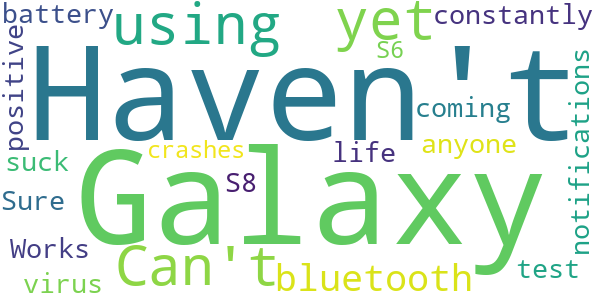 battery
using
yet
constantly
S6
positive
Haven't
coming
notifications
suck
crashes
life
anyone
Galaxy
S8
Sure
Works
Can't
bluetooth
test
virus